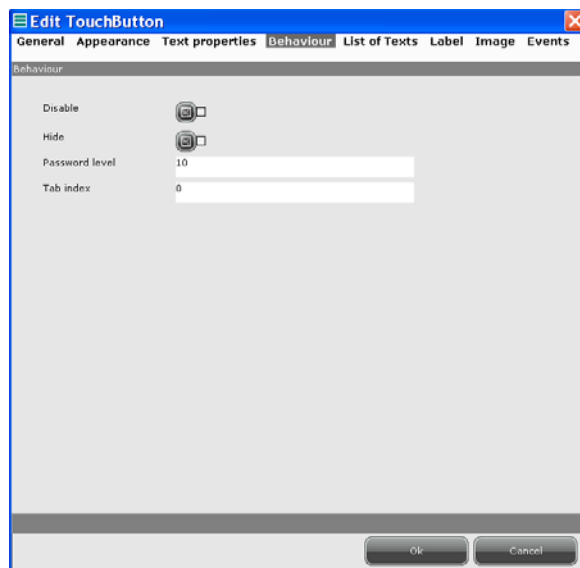 Edit TouchButton
General Appearance Text properties Behaviour List of Texts Label Image Events
Behaviour
Disable
Hide
Password level 10
Tab index 0
Ok Cancel